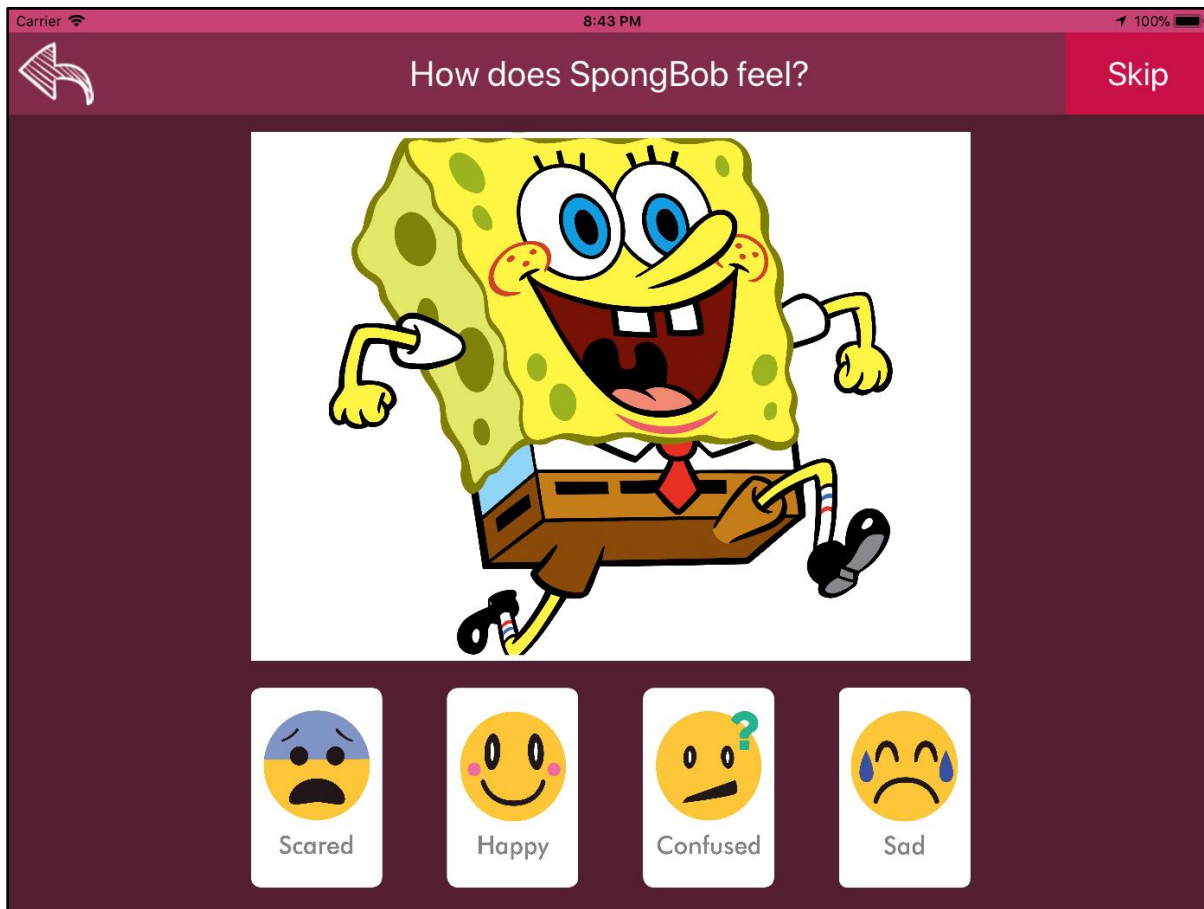 Carrier 8:43 PM 100%
How does SpongBob feel? Skip
Scared Happy Confused ? Sad